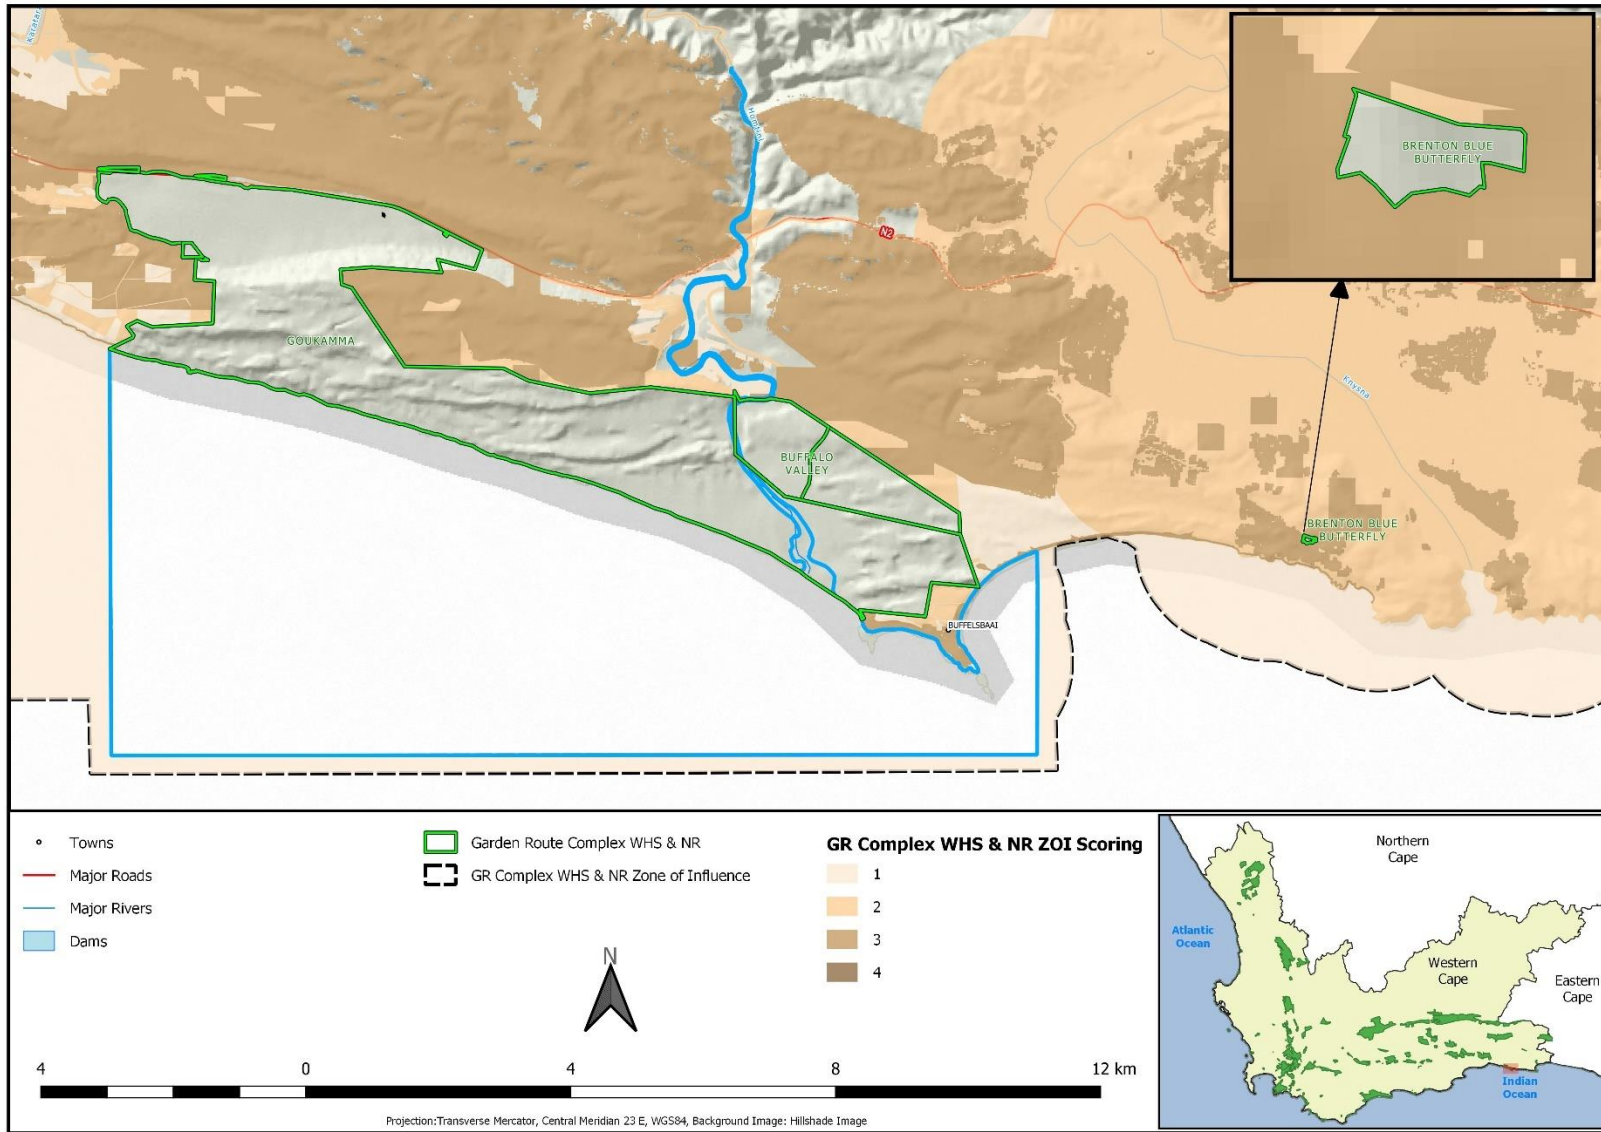 Karatara
Homtini
N2
GOUKAMMA
BUFFALO
VALLEY
BUFFELSBAAI
Knysna
BRENTON BLUE
BUTTERFLY
BRENTON BLUE
BUTTERFLY
Towns
Major Roads
Major Rivers
Dams
Garden Route Complex WHS & NR
GR Complex WHS & NR Zone of Influence
GR Complex WHS & NR ZOI Scoring
1
2
3
4
N
4 0 4 8 12 km
Projection:Transverse Mercator, Central Meridian 23 E, WGS84, Background Image: Hillshade Image
Northern
Cape
Atlantic
Ocean
Western
Cape
Eastern
Cape
Indian
Ocean